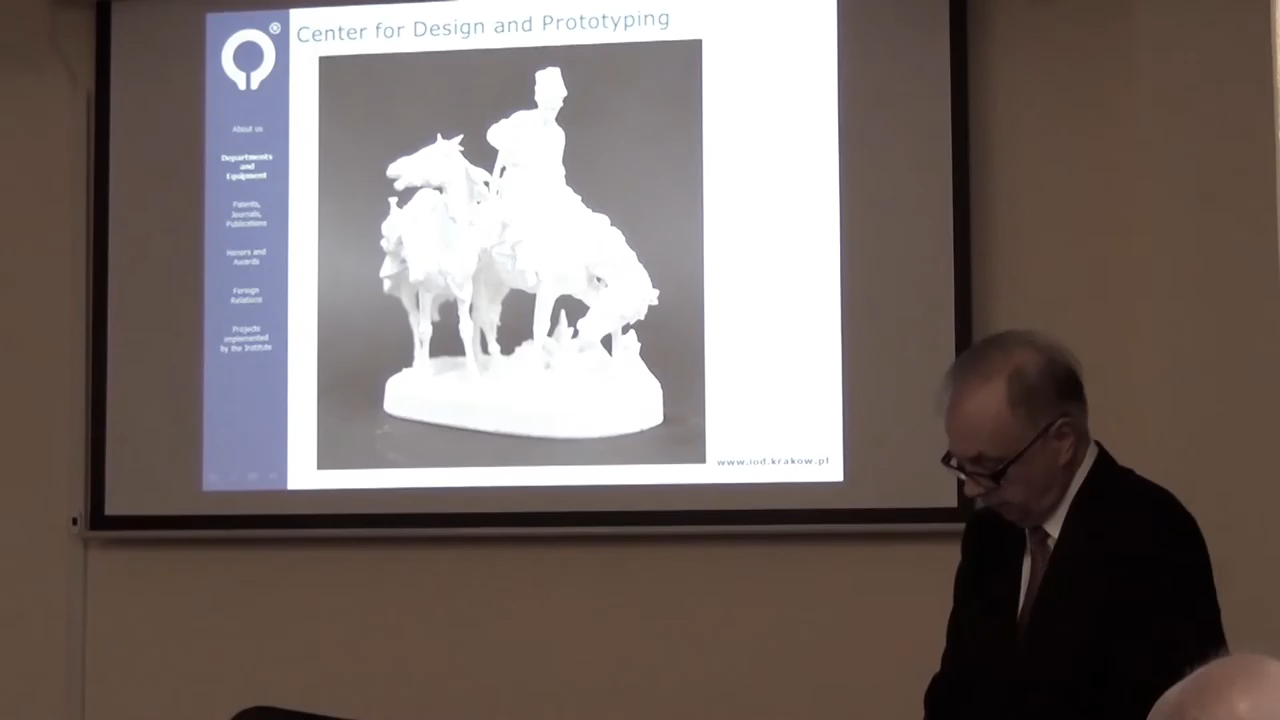 Center for Design and Prototyping
®
About us
Departments
and
Equipment
Patents,
Journals,
Publications
Honors and
Awards
Foreign
Relations
Projects
implemented
by the Institute
www.iod.krakow.pl